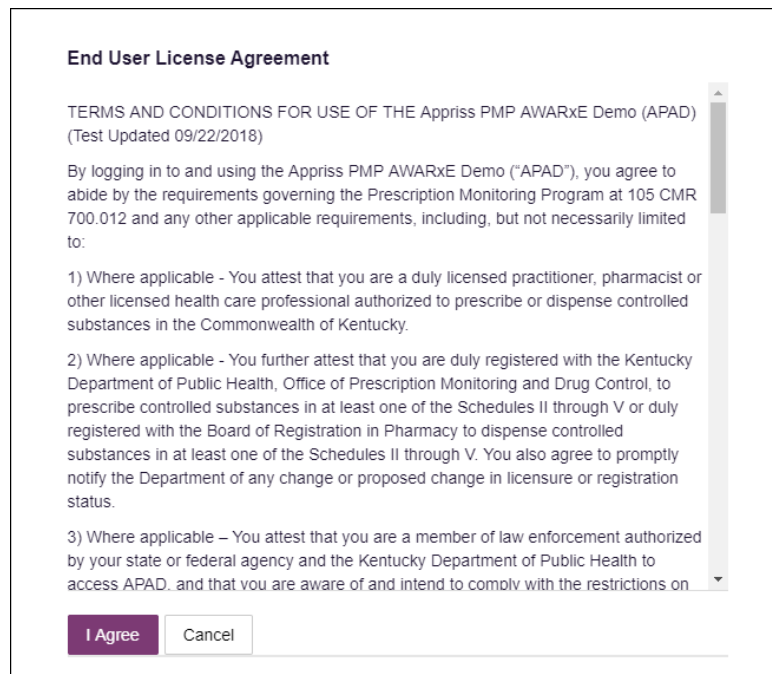 End User License Agreement
TERMS AND CONDITIONS FOR USE OF THE Appriss PMP AWARxE Demo (APAD)
(Test Updated 09/22/2018)
By logging in to and using the Appriss PMP AWARxE Demo (“APAD”), you agree to
abide by the requirements governing the Prescription Monitoring Program at 105 CMR
700.012 and any other applicable requirements, including, but not necessarily limited
to:
1) Where applicable - You attest that you are a duly licensed practitioner, pharmacist or
other licensed health care professional authorized to prescribe or dispense controlled
substances in the Commonwealth of Kentucky.
2) Where applicable - You further attest that you are duly registered with the Kentucky
Department of Public Health, Office of Prescription Monitoring and Drug Control, to
prescribe controlled substances in at least one of the Schedules II through V or duly
registered with the Board of Registration in Pharmacy to dispense controlled
substances in at least one of the Schedules II through V. You also agree to promptly
notify the Department of any change or proposed change in licensure or registration
status.
3) Where applicable – You attest that you are a member of law enforcement authorized
by your state or federal agency and the Kentucky Department of Public Health to
access APAD, and that you are aware of and intend to comply with the restrictions on
I Agree
Cancel